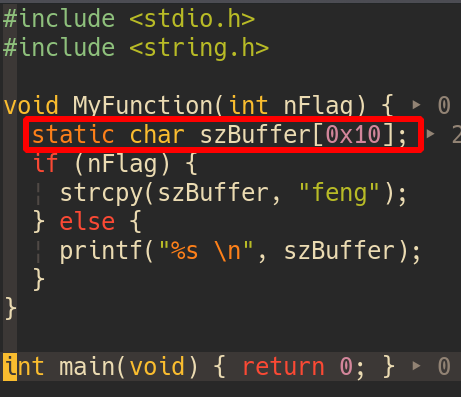 #include <stdio.h>
#include <string.h>

void MyFunction(int nFlag) { ▸ 0
  static char szBuffer[0x10]; ▸ 2
  if (nFlag) {
  ¦ strcpy(szBuffer, "feng");
  } else {
  ¦ printf("%s \n", szBuffer);
  }
}

int main(void) { return 0; } ▸ 0